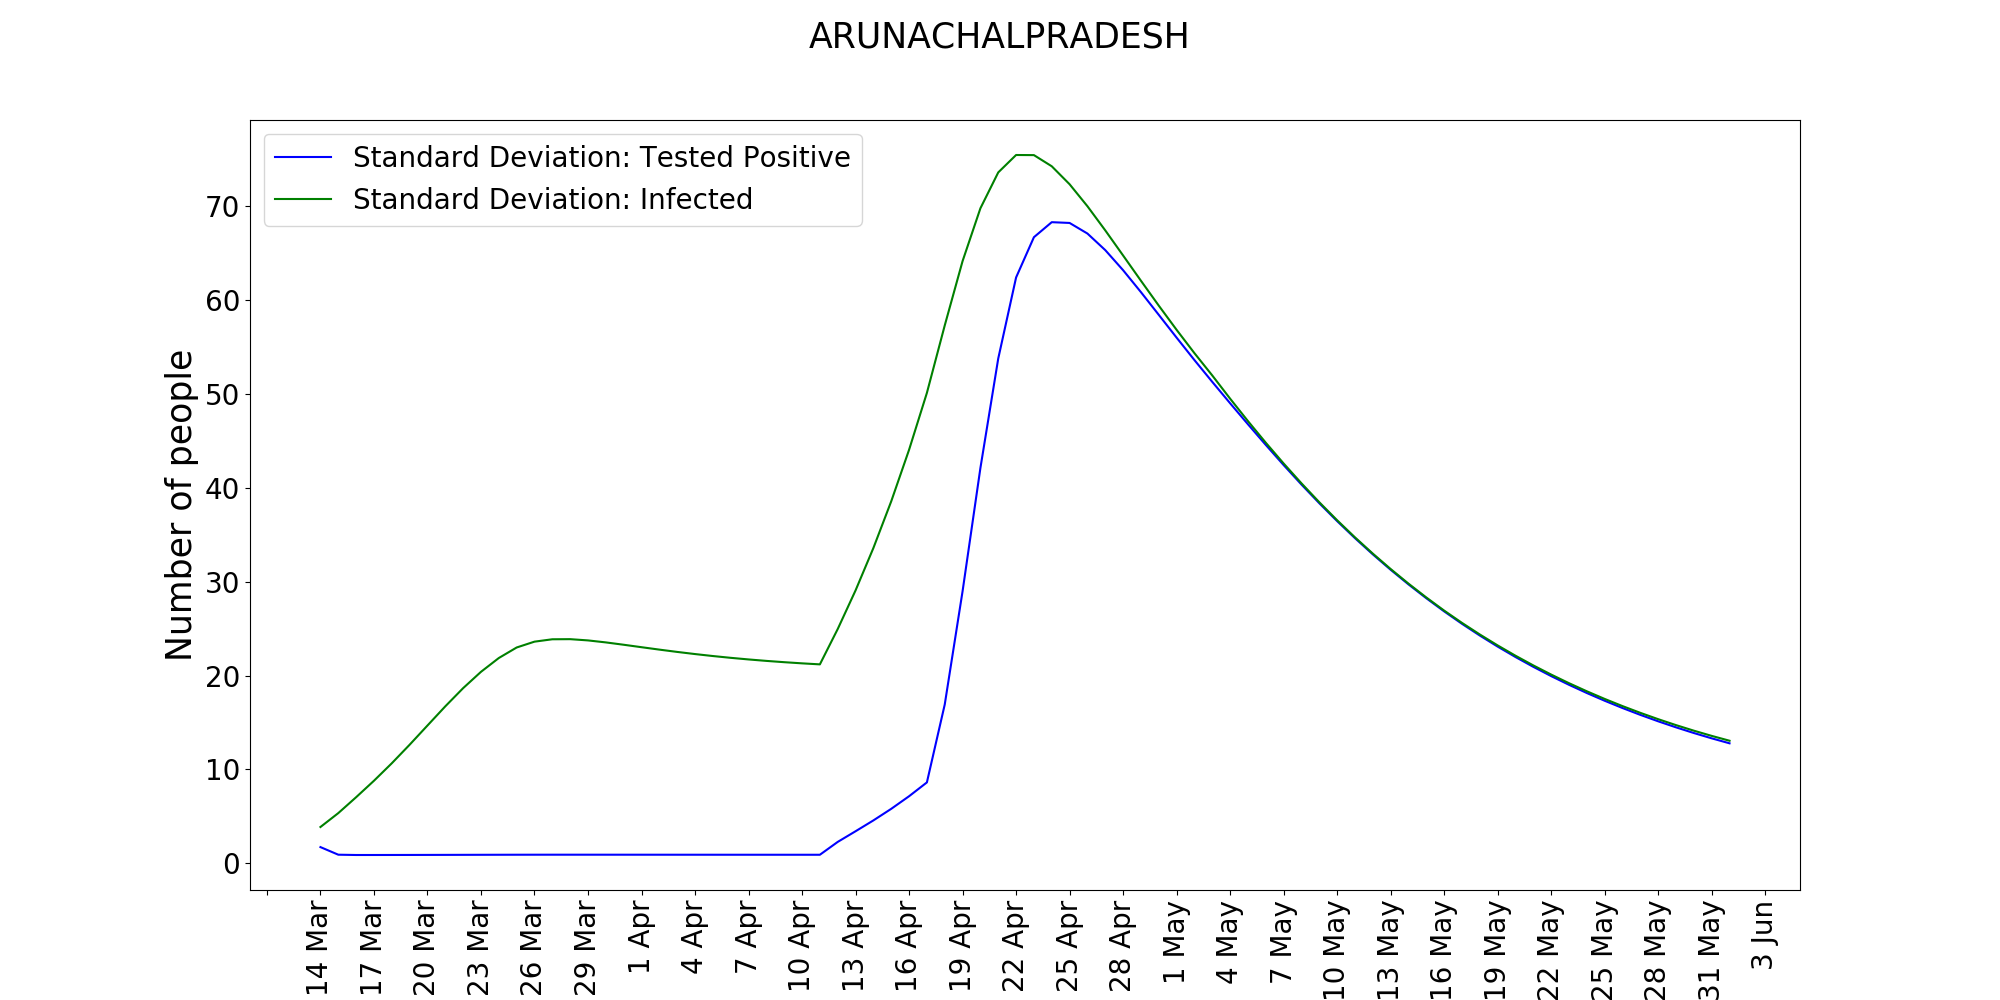 ARUNACHALPRADESH
Standard Deviation: Tested Positive
Standard Deviation: Infected
Number of people
70
60
50
40
30
20
10
0
14 Mar
17 Mar
20 Mar
23 Mar
26 Mar
29 Mar
1 Apr
4 Apr
7 Apr
10 Apr
13 Apr
16 Apr
19 Apr
22 Apr
25 Apr
28 Apr
1 May
4 May
7 May
10 May
13 May
16 May
19 May
22 May
25 May
28 May
31 May
3 Jun